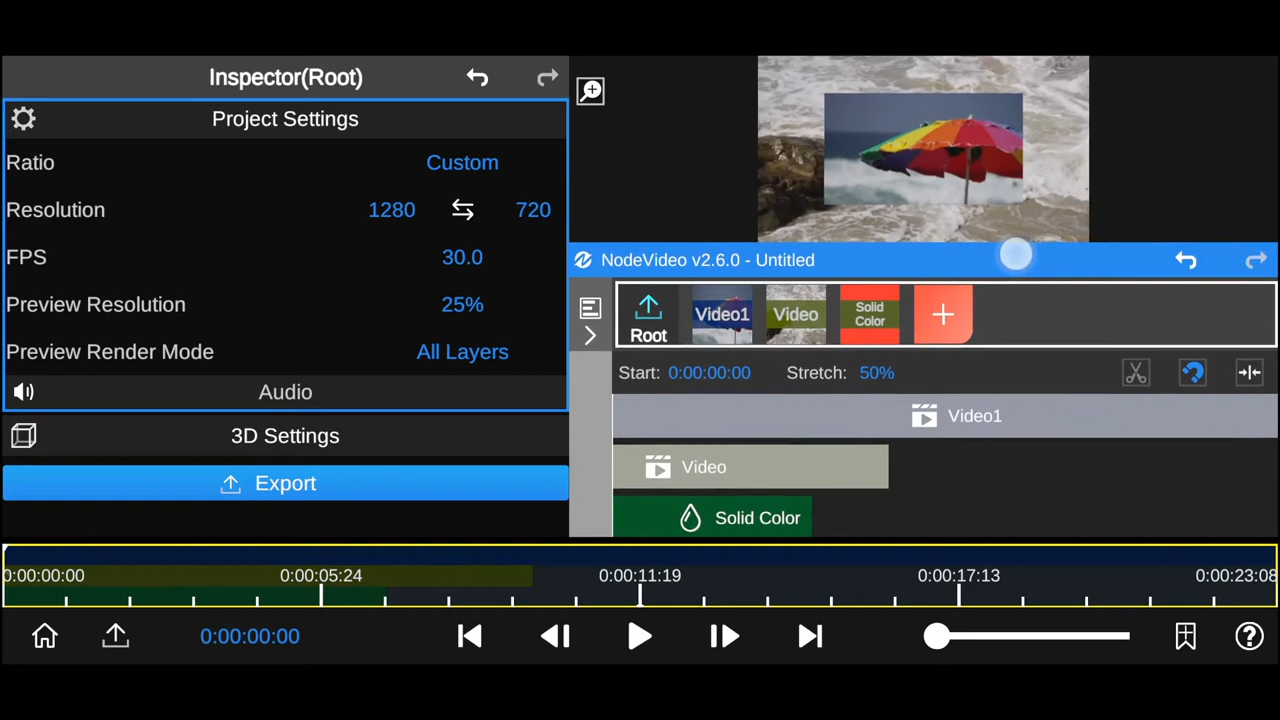 Inspector(Root)
Project Settings
Ratio Custom
Resolution 1280 720
FPS 30.0
Preview Resolution 25%
Preview Render Mode All Layers
Audio
3D Settings
Export
NodeVideo v2.6.0 - Untitled
Root Video1 Video Solid Color +
Start: 0:00:00:00 Stretch: 50%
Video1
Video
Solid Color
0:00:00:00 0:00:05:24 0:00:11:19 0:00:17:13 0:00:23:08
0:00:00:00